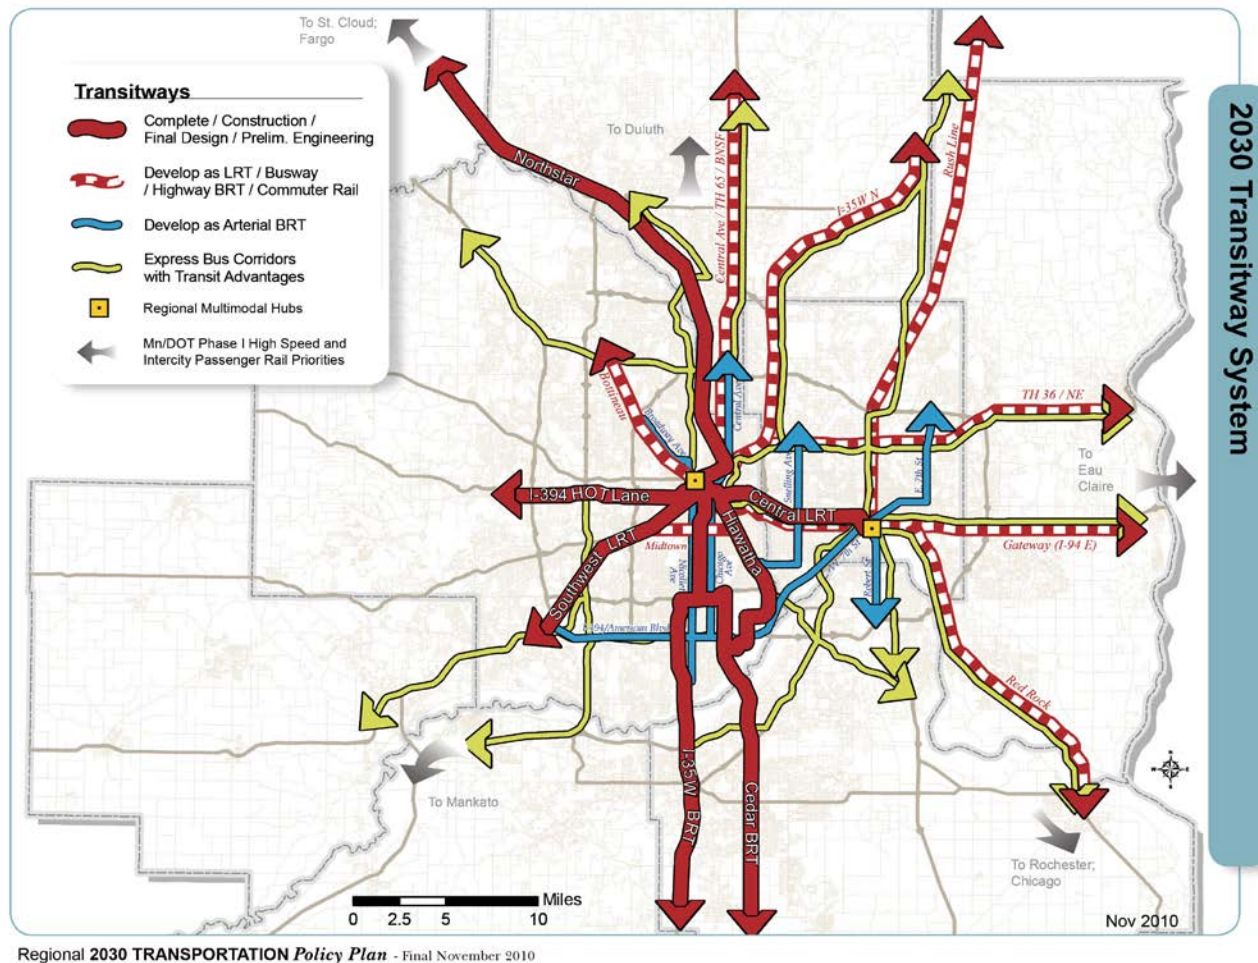 To St. Cloud;
Fargo
Transitways
Complete / Construction /
Final Design / Prelim. Engineering
Develop as LRT / Busway
/ Highway BRT / Commuter Rail
Develop as Arterial BRT
Express Bus Corridors
with Transit Advantages
Regional Multimodal Hubs
Mn/DOT Phase I High Speed and
Intercity Passenger Rail Priorities
2030 Transitway System
Northstar
To Duluth
Central Ave / TH 65 / BNSF
I-35W N
Rush Line
Bottineau
Broadway Ave
Central Ave
Snelling Ave
E. 7th St
TH 36 / NE
To
Eau
Claire
I-394 HOT Lane
Central LRT
Hiawatha
Southwest LRT
Midtown
Nicollet
Ave
Chicago
Ave
W. 7th St
Robert St
Gateway (I-94 E)
I-494/American Blvd
Red Rock
I-35W BRT
Cedar BRT
To Mankato
To Rochester;
Chicago
N
W
E
S
Miles
0 2.5 5 10
Nov 2010
Regional 2030 TRANSPORTATION Policy Plan - Final November 2010